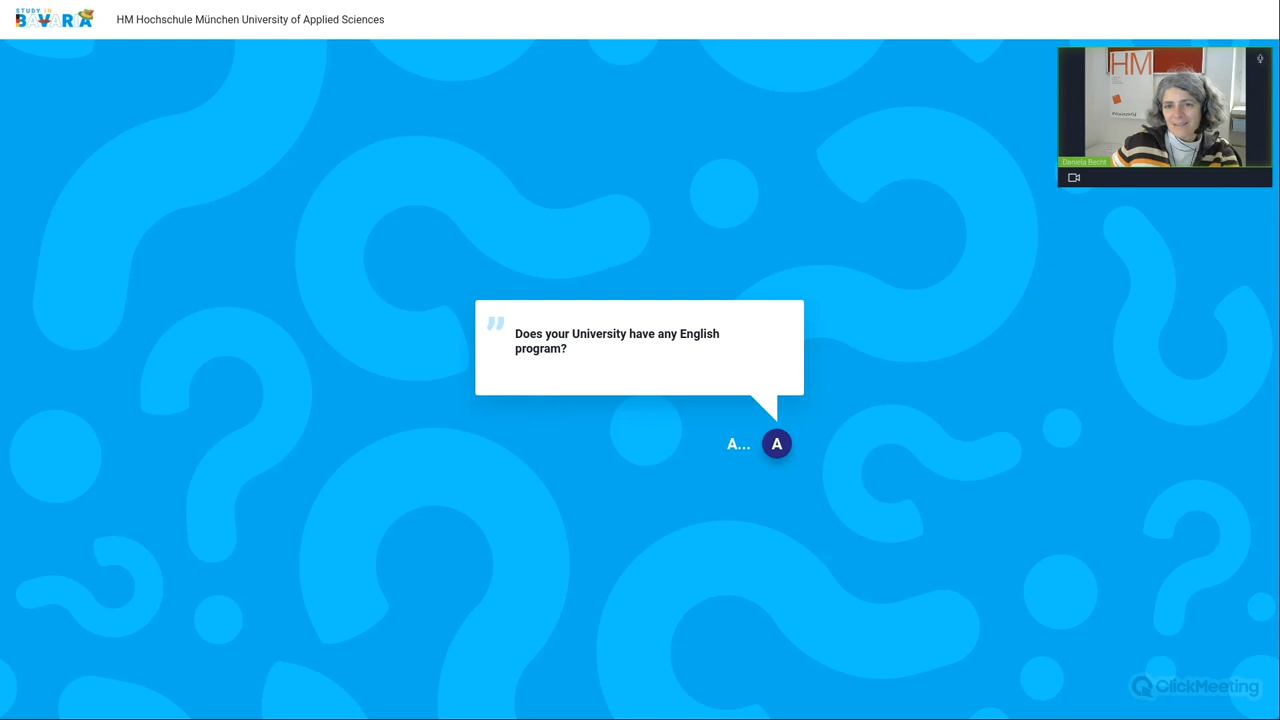 STUDY IN
BAVARIA
HM Hochschule München University of Applied Sciences
HM
Daniela Becht
"
Does your University have any English
program?
A...
A
ClickMeeting